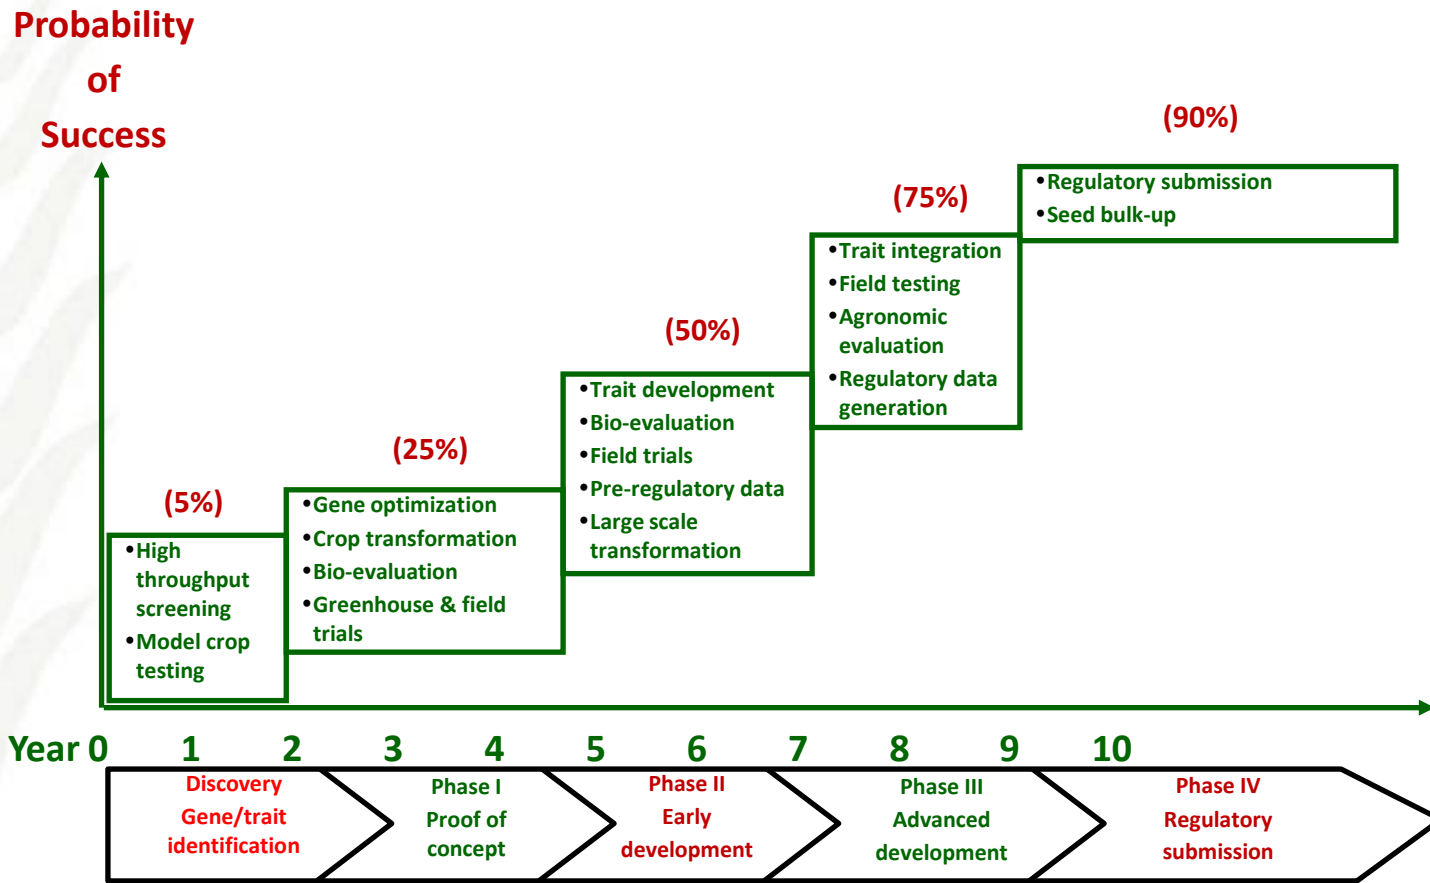 Probability
of
Success
(5%)
•High
throughput
screening
•Model crop
testing
(25%)
•Gene optimization
•Crop transformation
•Bio-evaluation
•Greenhouse & field
trials
(50%)
•Trait development
•Bio-evaluation
•Field trials
•Pre-regulatory data
•Large scale
transformation
(75%)
•Trait integration
•Field testing
•Agronomic
evaluation
•Regulatory data
generation
(90%)
•Regulatory submission
•Seed bulk-up
Year 0 1 2 3 4 5 6 7 8 9 10
Discovery
Gene/trait
identification
Phase I
Proof of
concept
Phase II
Early
development
Phase III
Advanced
development
Phase IV
Regulatory
submission